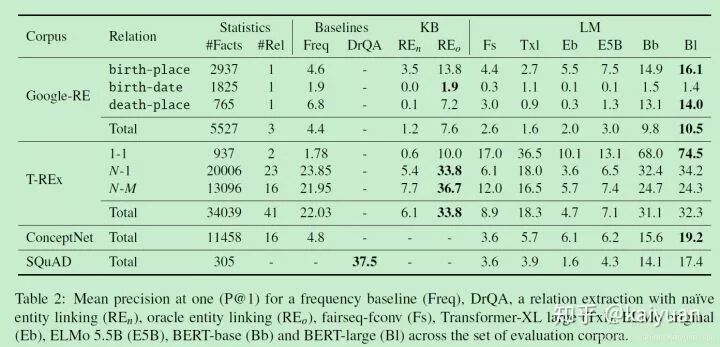 Corpus Relation Statistics Baselines KB LM
#Facts #Rel Freq DrQA REn REo Fs Txl Eb E5B Bb Bl
Google-RE
birth-place 2937 1 4.6 - 3.5 13.8 4.4 2.7 5.5 7.5 14.9 16.1
birth-date 1825 1 1.9 - 0.0 1.9 0.3 1.1 0.1 0.1 1.5 1.4
death-place 765 1 6.8 - 0.1 7.2 3.0 0.9 0.3 1.3 13.1 14.0
Total 5527 3 4.4 - 1.2 7.6 2.6 1.6 2.0 3.0 9.8 10.5
T-REx
1-1 937 2 1.78 - 0.6 10.0 17.0 36.5 10.1 13.1 68.0 74.5
N-1 20006 23 23.85 - 5.4 33.8 6.1 18.0 3.6 6.5 32.4 34.2
N-M 13096 16 21.95 - 7.7 36.7 12.0 16.5 5.7 7.4 24.7 24.3
Total 34039 41 22.03 - 6.1 33.8 8.9 18.3 4.7 7.1 31.1 32.3
ConceptNet Total 11458 16 4.8 - - - 3.6 5.7 6.1 6.2 15.6 19.2
SQuAD Total 305 - - 37.5 - - 3.6 3.9 1.6 4.3 14.1 17.4
Table 2: Mean precision at one (P@1) for a frequency baseline (Freq), DrQA, a relation extraction with naïve
entity linking (REn), oracle entity linking (REo), fairseq-fconv (Fs), Transformer-XL large (Txl), ELMo original
(Eb), ELMo 5.5B (E5B), BERT-base (Bb) and BERT-large (Bl) across the set of evaluation corpora.
知乎 @kaiyuan